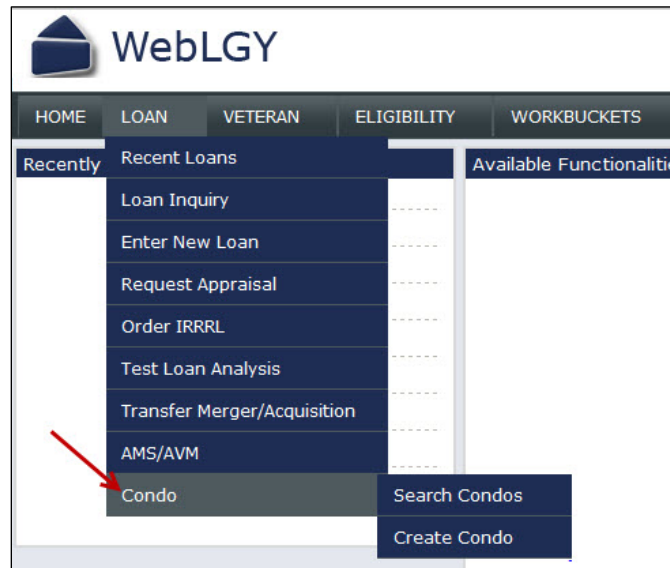 WebLGY
HOME LOAN VETERAN ELIGIBILITY WORKBUCKETS
Recently
Available
Recent Loans
Loan Inquiry
Enter New Loan
Request Appraisal
Order IRRRL
Test Loan Analysis
Transfer Merger/Acquisition
AMS/AVM
Condo
Search Condos
Create Condo